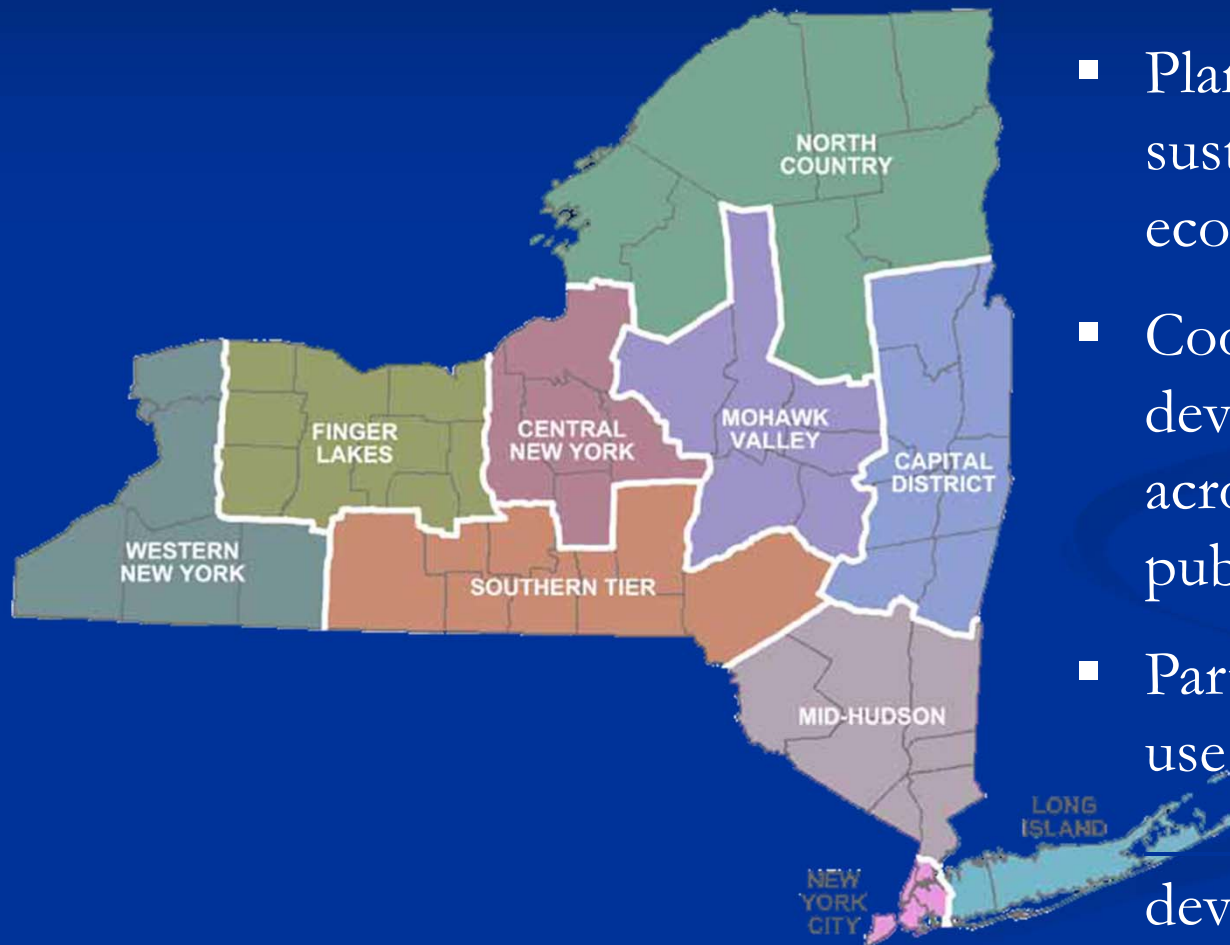 NORTH
COUNTRY
MOHAWK
VALLEY
CENTRAL
NEW YORK
FINGER
LAKES
CAPITAL
DISTRICT
WESTERN
NEW YORK
SOUTHERN TIER
MID-HUDSON
LONG
ISLAND
NEW
YORK
CITY
▪ Plan
sust
eco
▪ Coo
dev
acro
pub
▪ Par
use
dev